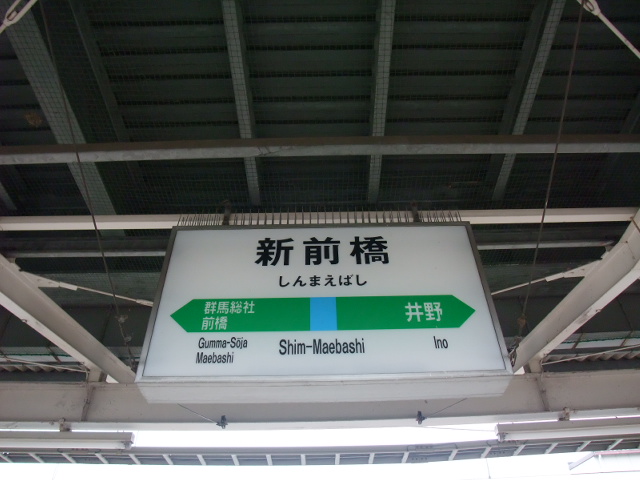 新前橋
しんまえばし
群馬総社
前橋
井野
Gumma-Sōja
Maebashi
Shim-Maebashi
Ino